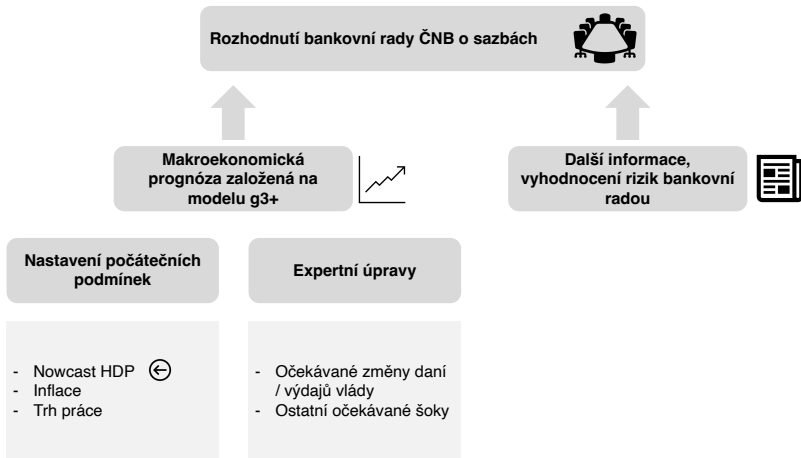 Rozhodnutí bankovní rady ČNB o sazbách
Makroekonomická
prognóza založená na
modelu g3+
Další informace,
vyhodnocení rizik bankovní
radou
Nastavení počátečních
podmínek
Expertní úpravy
- Nowcast HDP
- Inflace
- Trh práce
- Očekávané změny daní
/ výdajů vlády
- Ostatní očekávané šoky